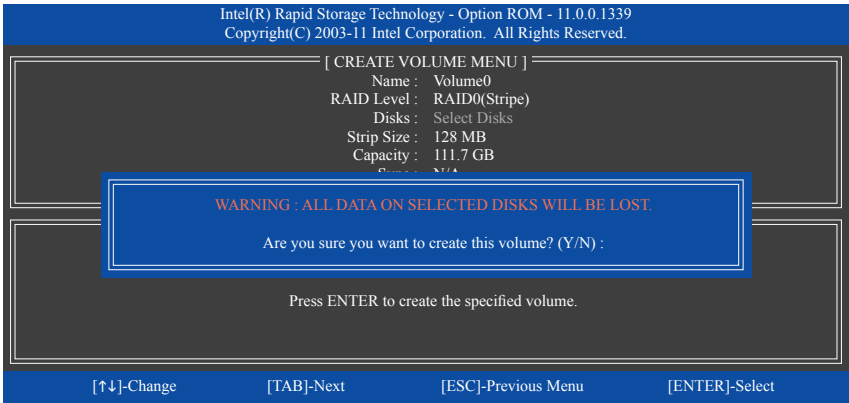 Intel(R) Rapid Storage Technology - Option ROM - 11.0.0.1339
Copyright(C) 2003-11 Intel Corporation. All Rights Reserved.
[ CREATE VOLUME MENU ]
Name : Volume0
RAID Level : RAID0(Stripe)
Disks : Select Disks
Strip Size : 128 MB
Capacity : 111.7 GB
Sync : N/A
WARNING : ALL DATA ON SELECTED DISKS WILL BE LOST.
Are you sure you want to create this volume? (Y/N) :
Press ENTER to create the specified volume.
[↑↓]-Change [TAB]-Next [ESC]-Previous Menu [ENTER]-Select